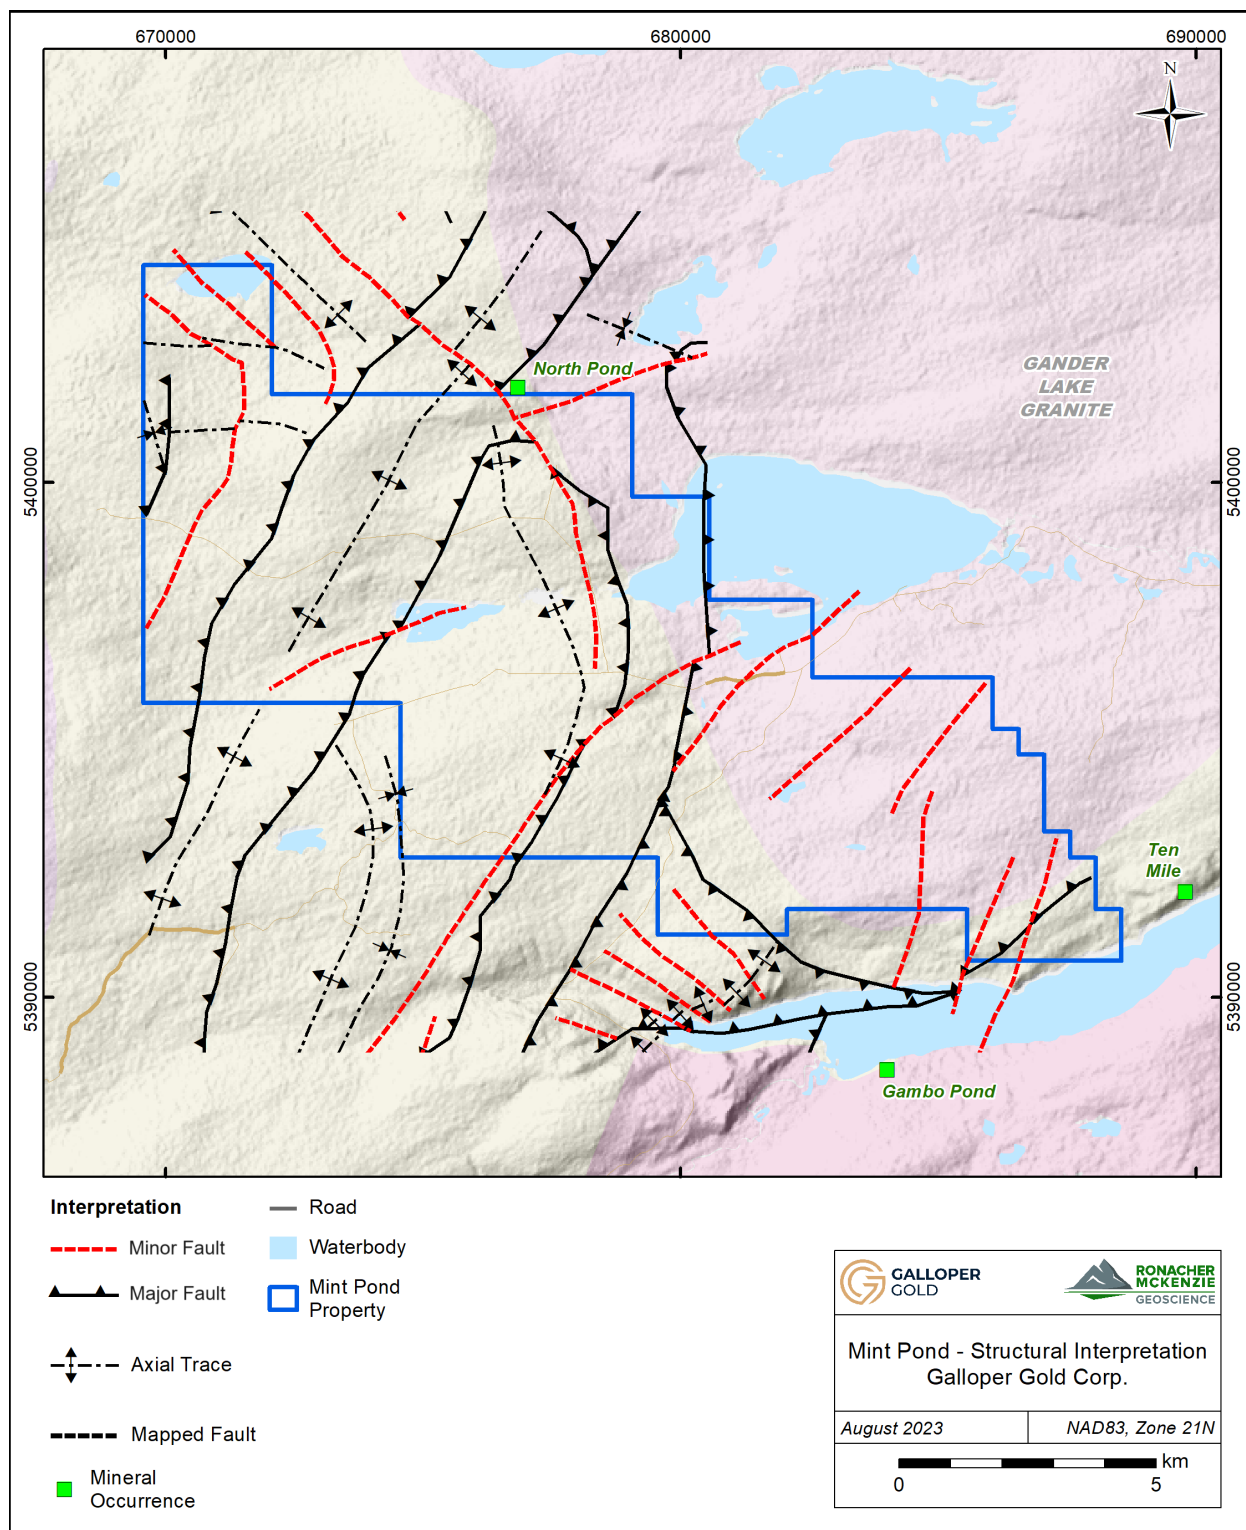 670000
680000
690000
N
North Pond
GANDER
LAKE
GRANITE
5400000
5400000
Ten
Mile
5390000
5390000
Gambo Pond
Interpretation
Minor Fault
Major Fault
Axial Trace
Mapped Fault
Mineral
Occurrence
Road
Waterbody
Mint Pond
Property
GALLOPER
GOLD
RONACHER
MCKENZIE
GEOSCIENCE
Mint Pond - Structural Interpretation
Galloper Gold Corp.
August 2023
NAD83, Zone 21N
km
0
5